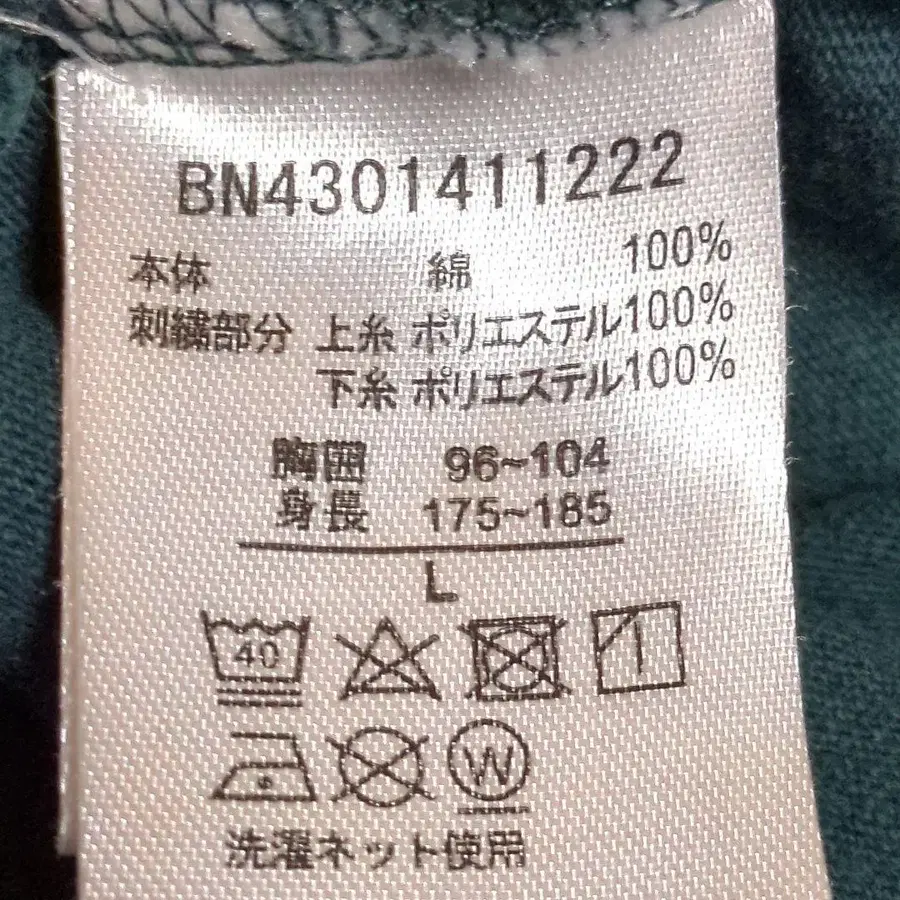 BN4301411222
本体 綿 100%
刺繍部分 上糸 ポリエステル100%
下糸 ポリエステル100%
胸囲 96~104
身長 175~185
L
40
W
洗濯ネット使用